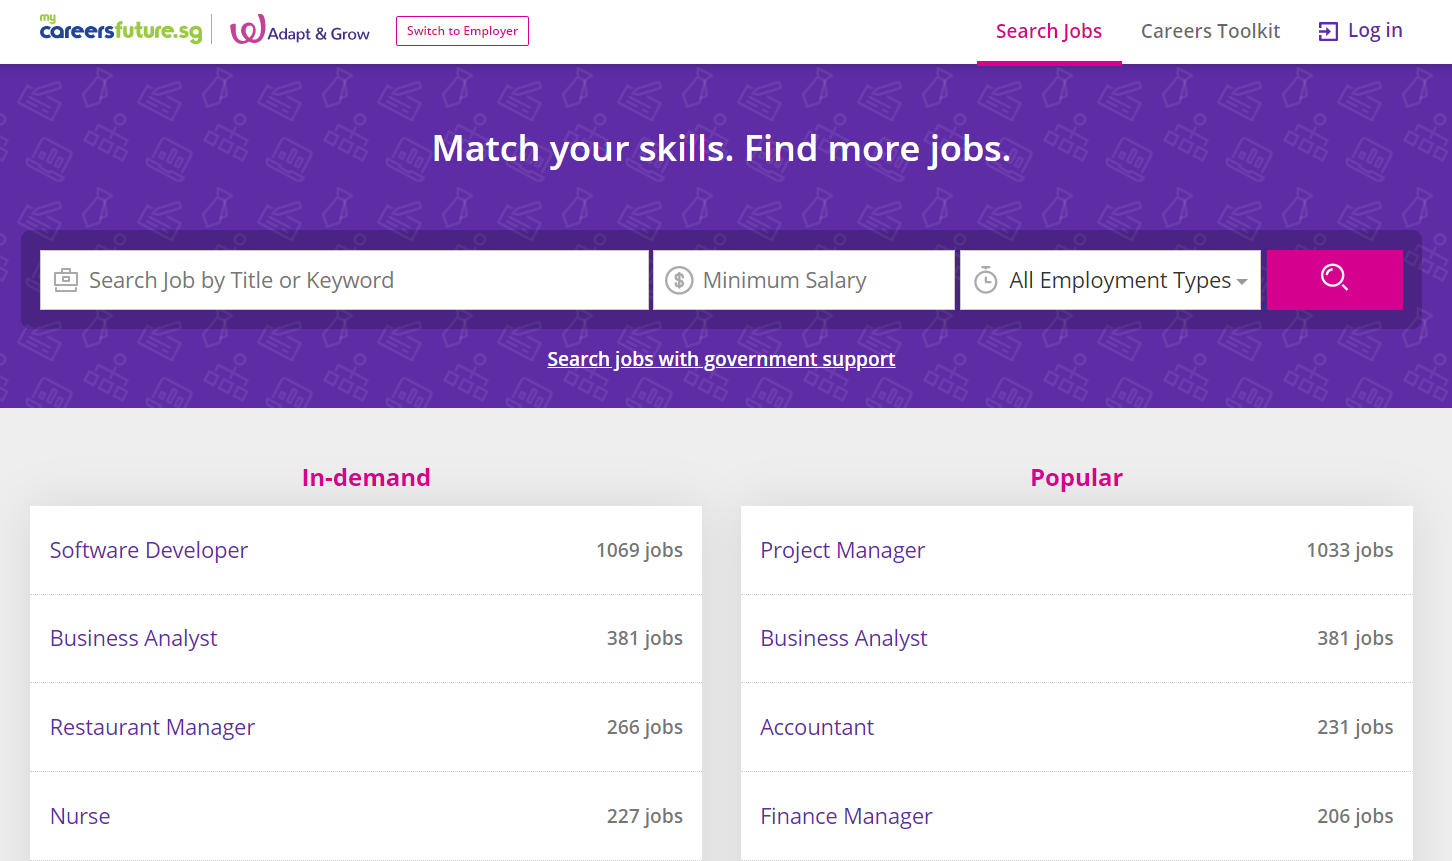 my
careersfuture.sg
Adapt & Grow
Switch to Employer
Search Jobs
Careers Toolkit
Log in
Match your skills. Find more jobs.
Search Job by Title or Keyword
$ Minimum Salary
All Employment Types
Search jobs with government support
In-demand
Software Developer 1069 jobs
Business Analyst 381 jobs
Restaurant Manager 266 jobs
Nurse 227 jobs
Popular
Project Manager 1033 jobs
Business Analyst 381 jobs
Accountant 231 jobs
Finance Manager 206 jobs